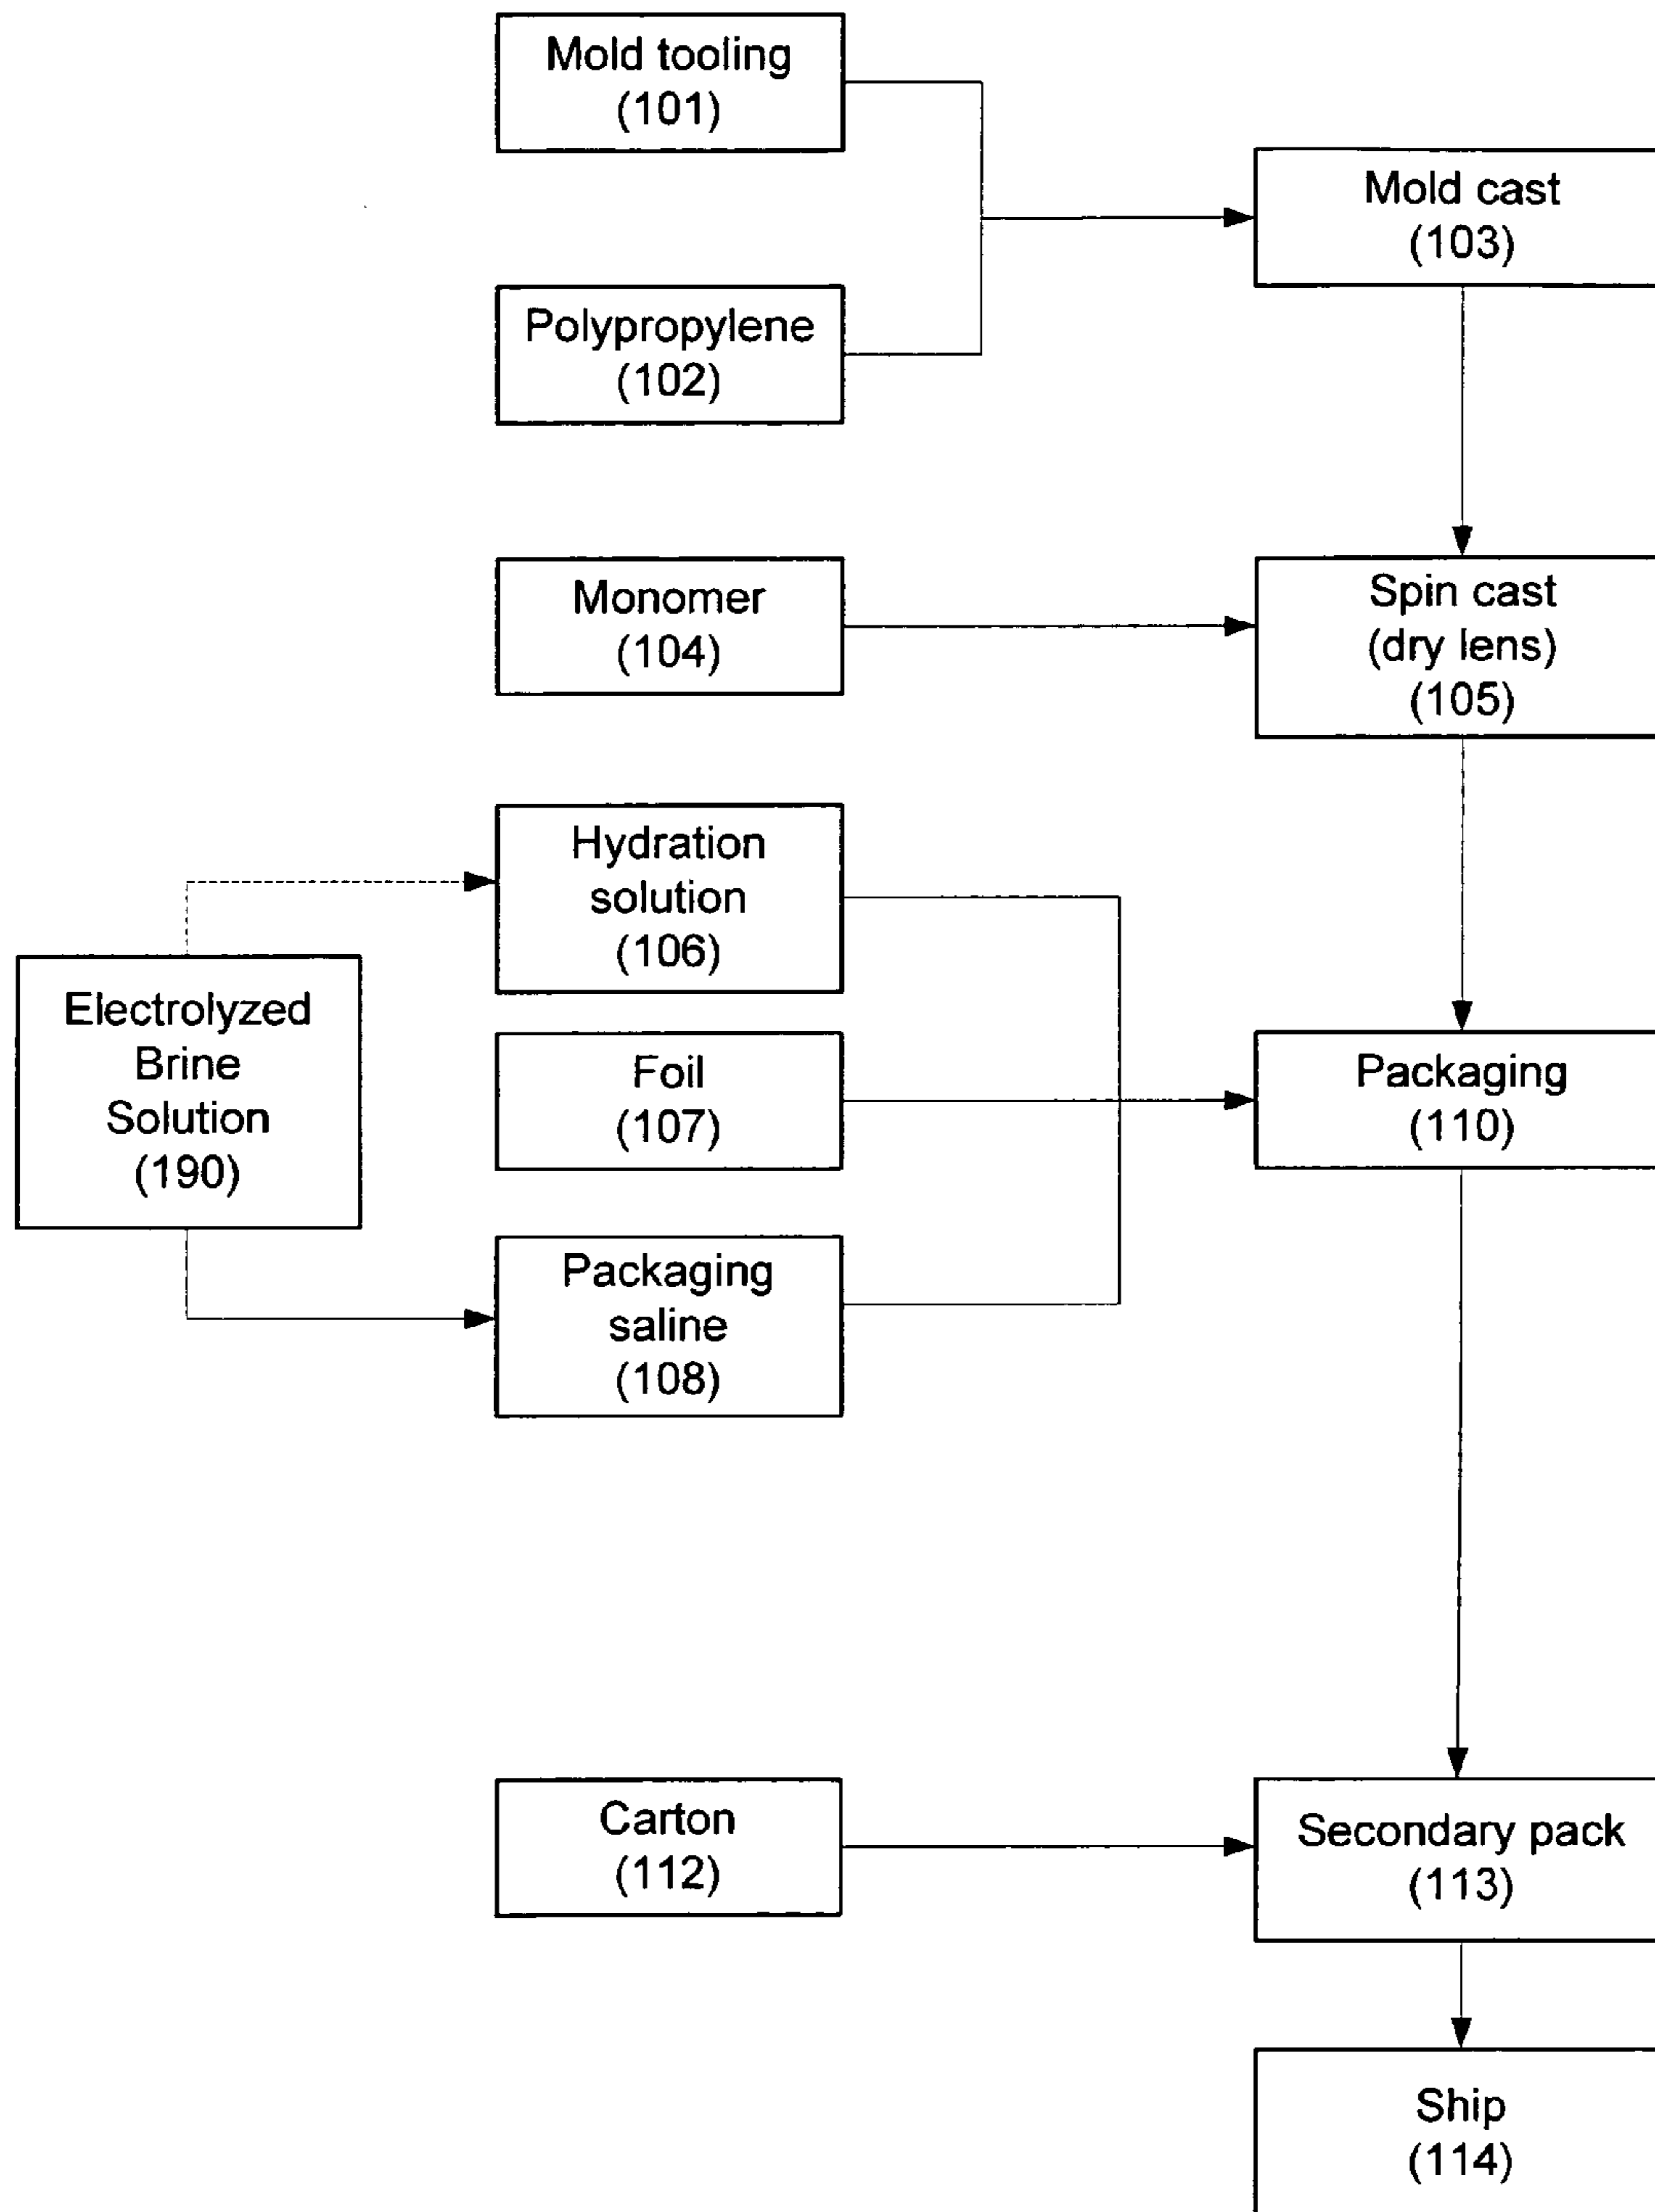 Mold tooling
(101)
Mold cast
(103)
Polypropylene
(102)
Monomer
(104)
Spin cast
(dry lens)
(105)
Hydration
solution
(106)
Electrolyzed
Brine
Solution
(190)
Foil
(107)
Packaging
(110)
Packaging
saline
(108)
Carton
(112)
Secondary pack
(113)
Ship
(114)